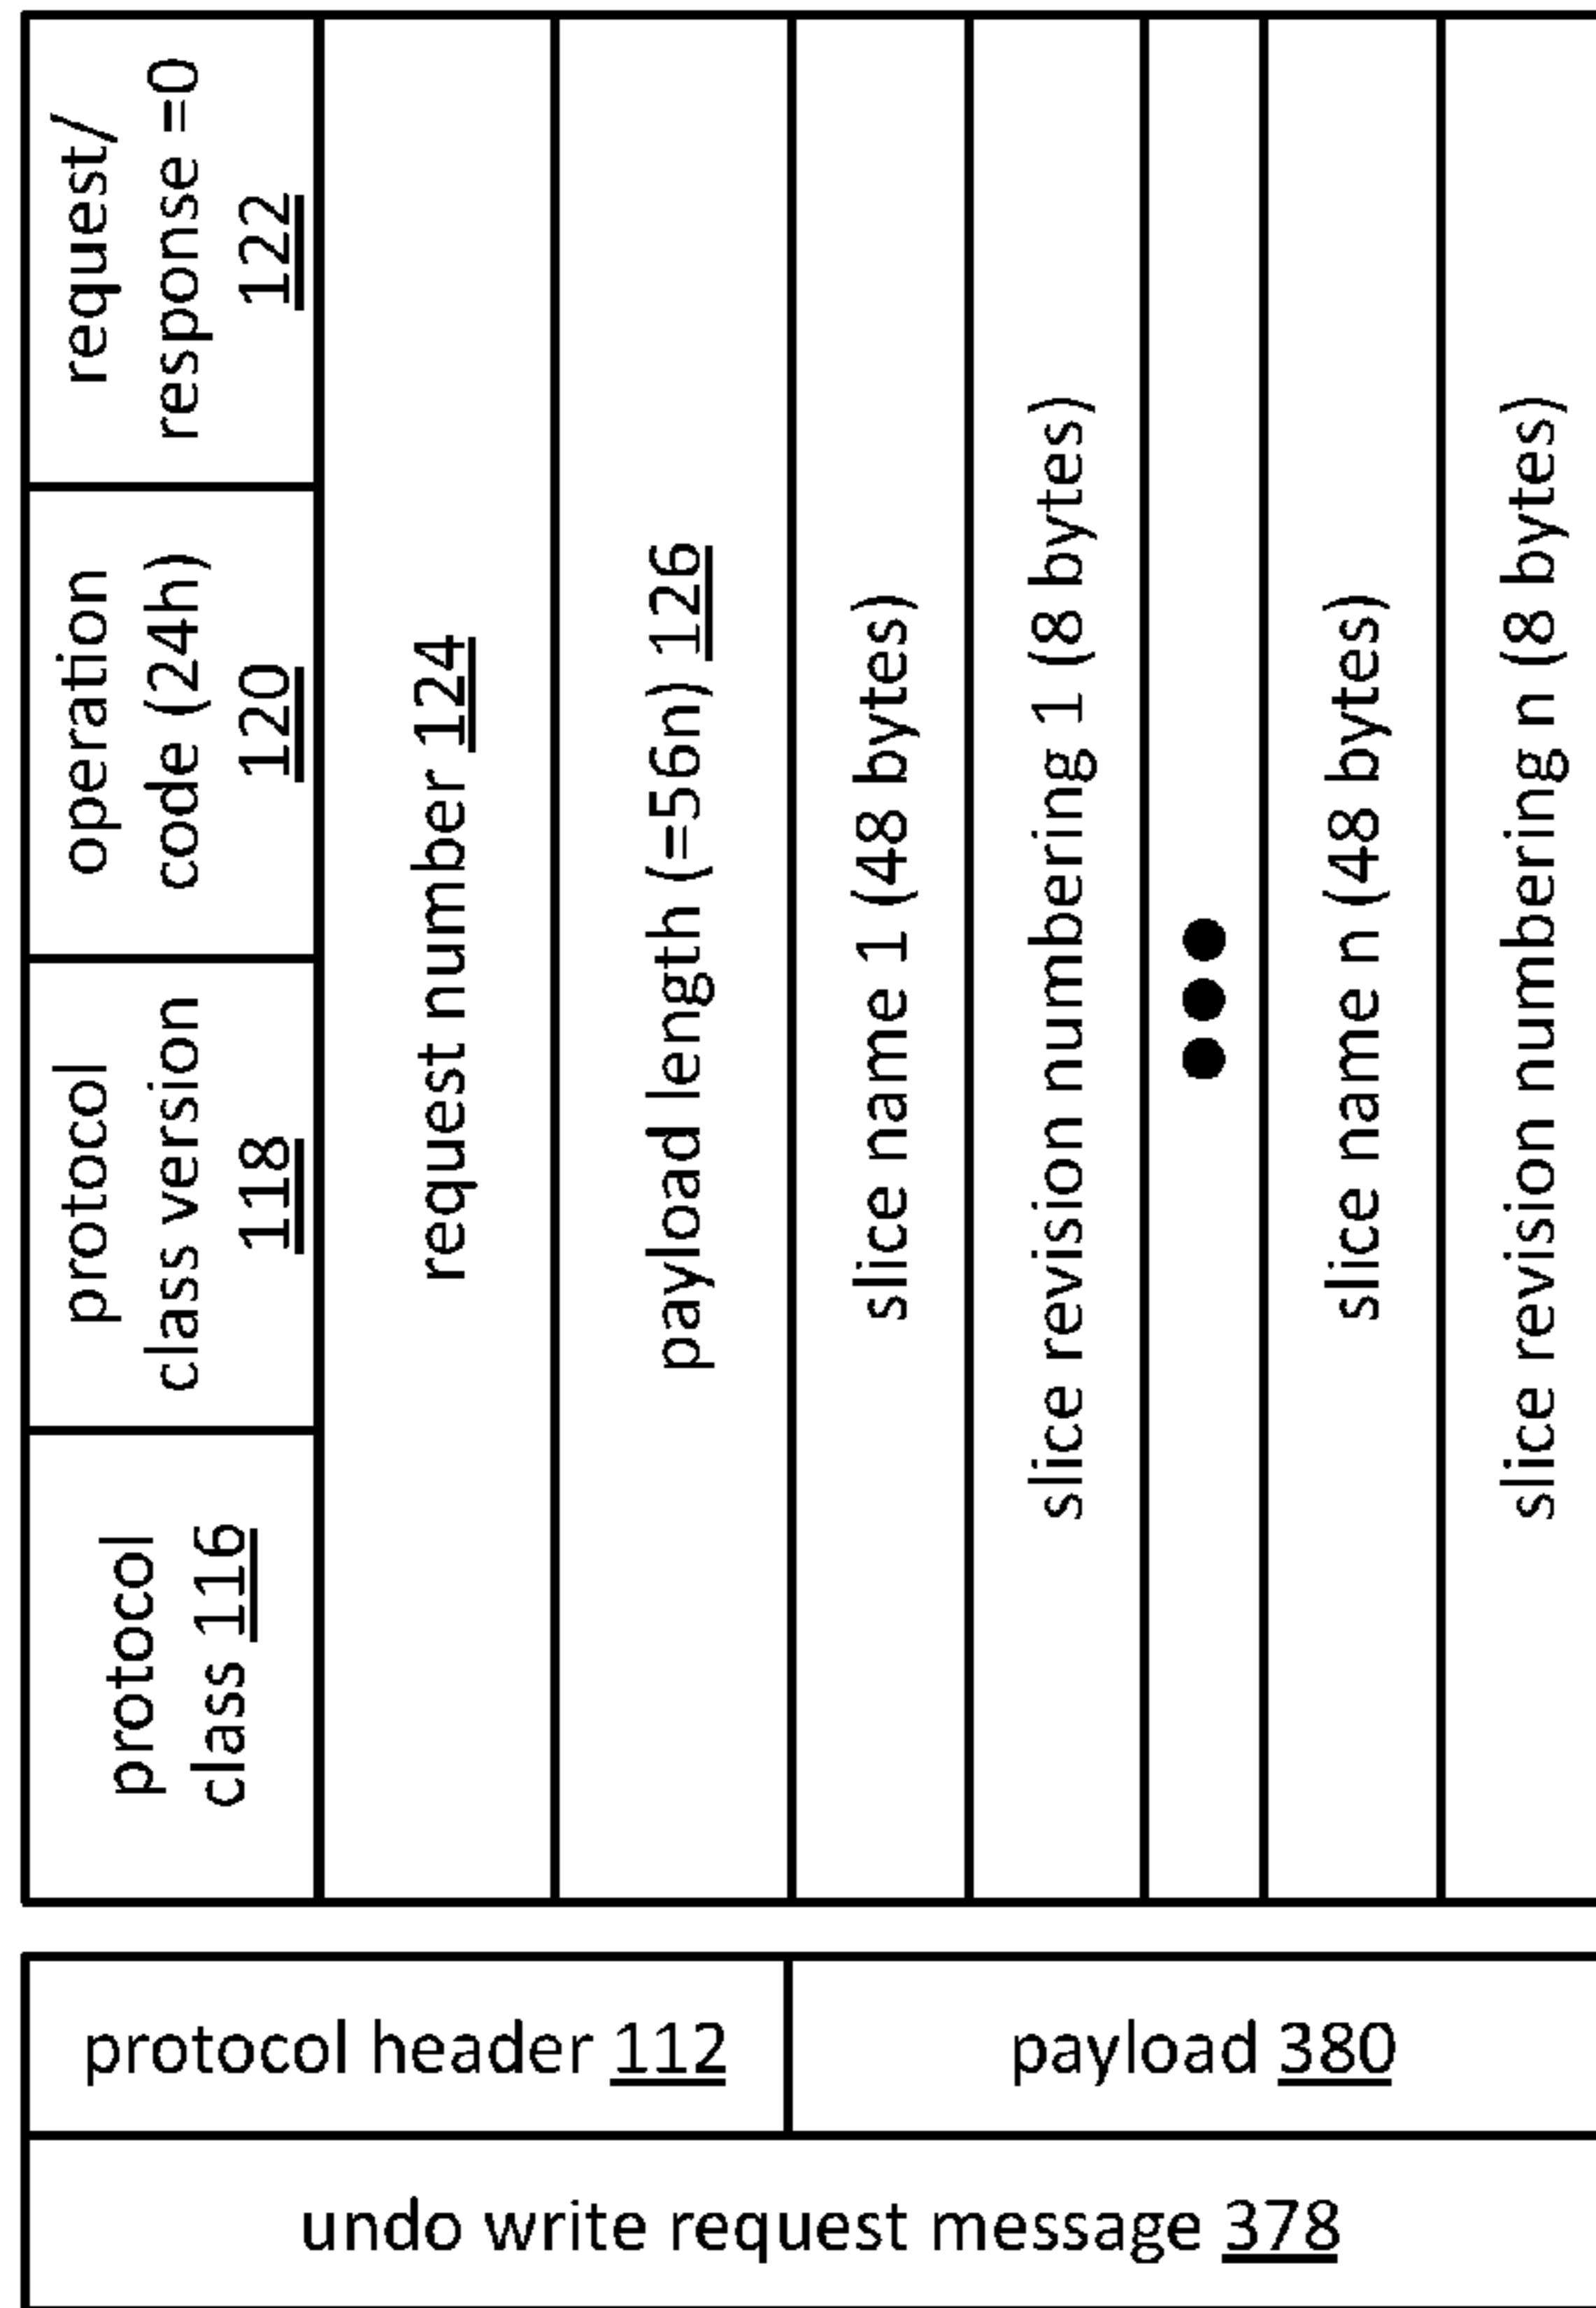 protocol
class 116
protocol
class version
118
operation
code (24h)
120
request/
response =0
122
request number 124
payload length (=56n) 126
slice name 1 (48 bytes)
slice revision numbering 1 (8 bytes)
slice name n (48 bytes)
slice revision numbering n (8 bytes)
protocol header 112
payload 380
undo write request message 378